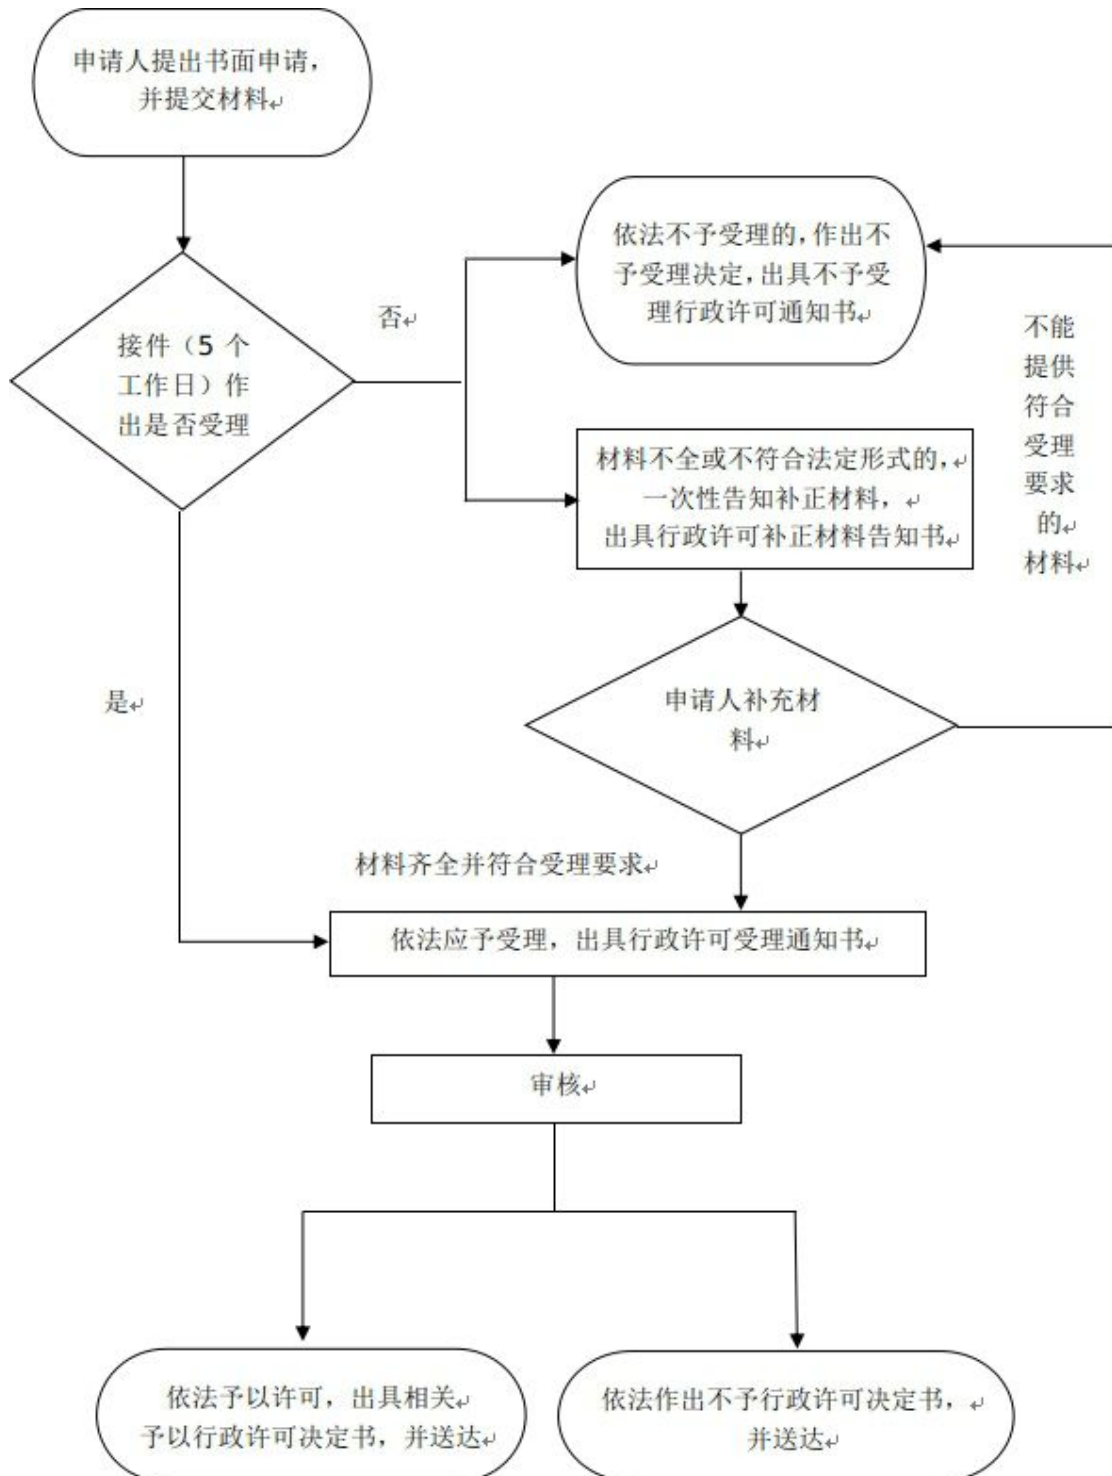 申请人提出书面申请，
并提交材料
接件（5 个
工作日）作
出是否受理
否
依法不予受理的，作出不
予受理决定，出具不予受
理行政许可通知书
不能
提供
符合
受理
要求
的
材料
材料不全或不符合法定形式的，
一次性告知补正材料，
出具行政许可补正材料告知书
是
申请人补充材
料
材料齐全并符合受理要求
依法应予受理，出具行政许可受理通知书
审核
依法予以许可，出具相关
予以行政许可决定书，并送达
依法作出不予行政许可决定书，
并送达